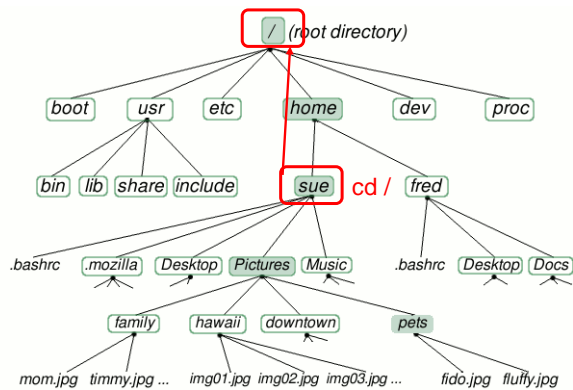 / (root directory)
boot usr etc home dev proc
bin lib share include sue cd / fred
.bashrc .mozilla Desktop Pictures Music .bashrc Desktop Docs
family hawaii downtown pets
mom.jpg timmy.jpg ... img01.jpg img02.jpg img03.jpg ... fido.jpg fluffy.jpg